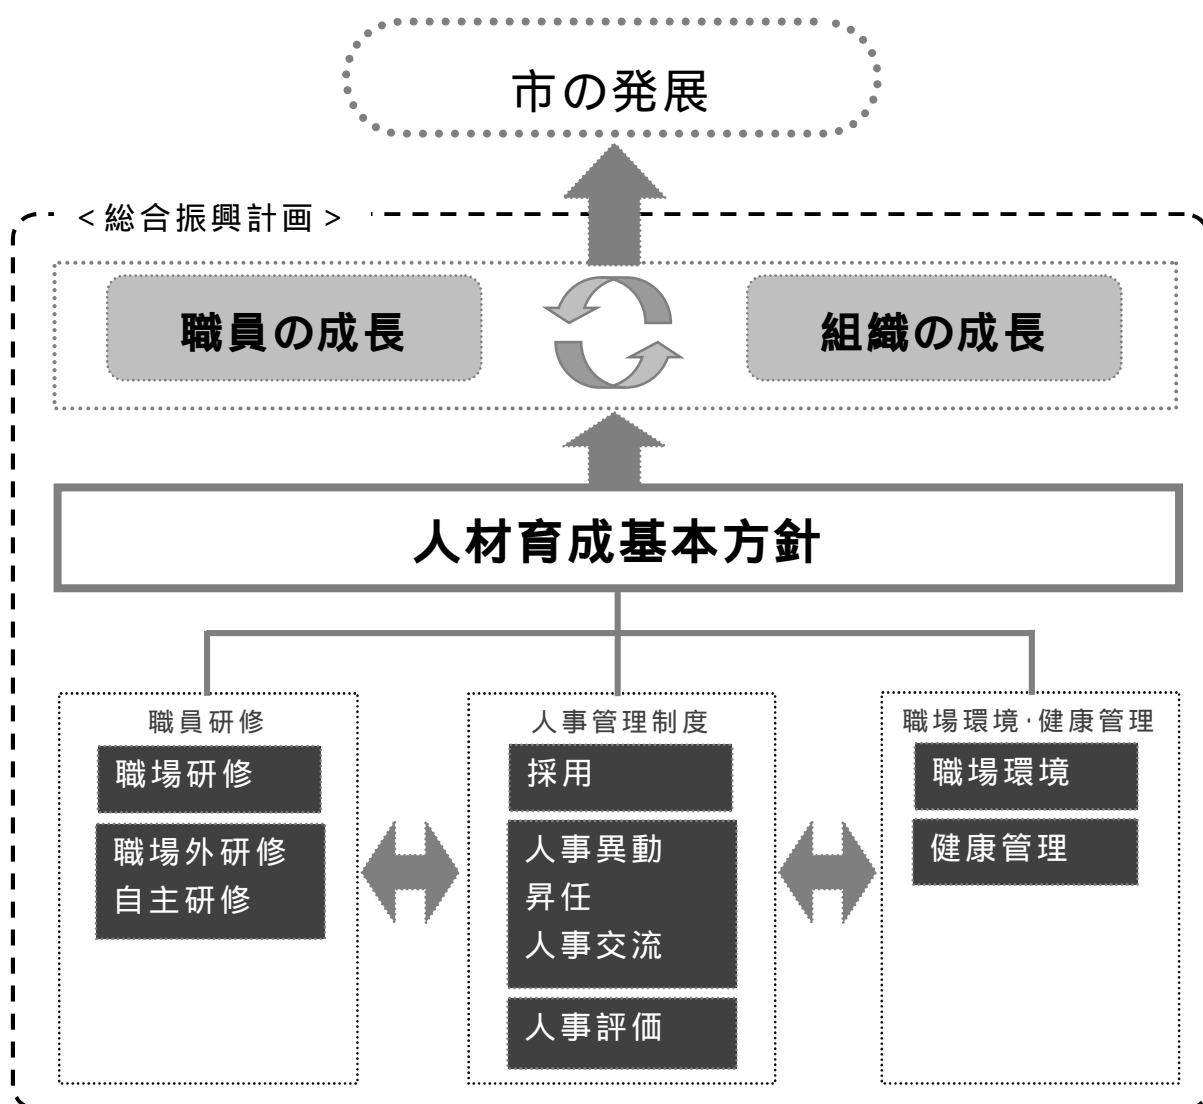 市の発展
<総合振興計画>
職員の成長
組織の成長
人材育成基本方針
職員研修
職場研修
職場外研修
自主研修
人事管理制度
採用
人事異動
昇任
人事交流
人事評価
職場環境・健康管理
職場環境
健康管理